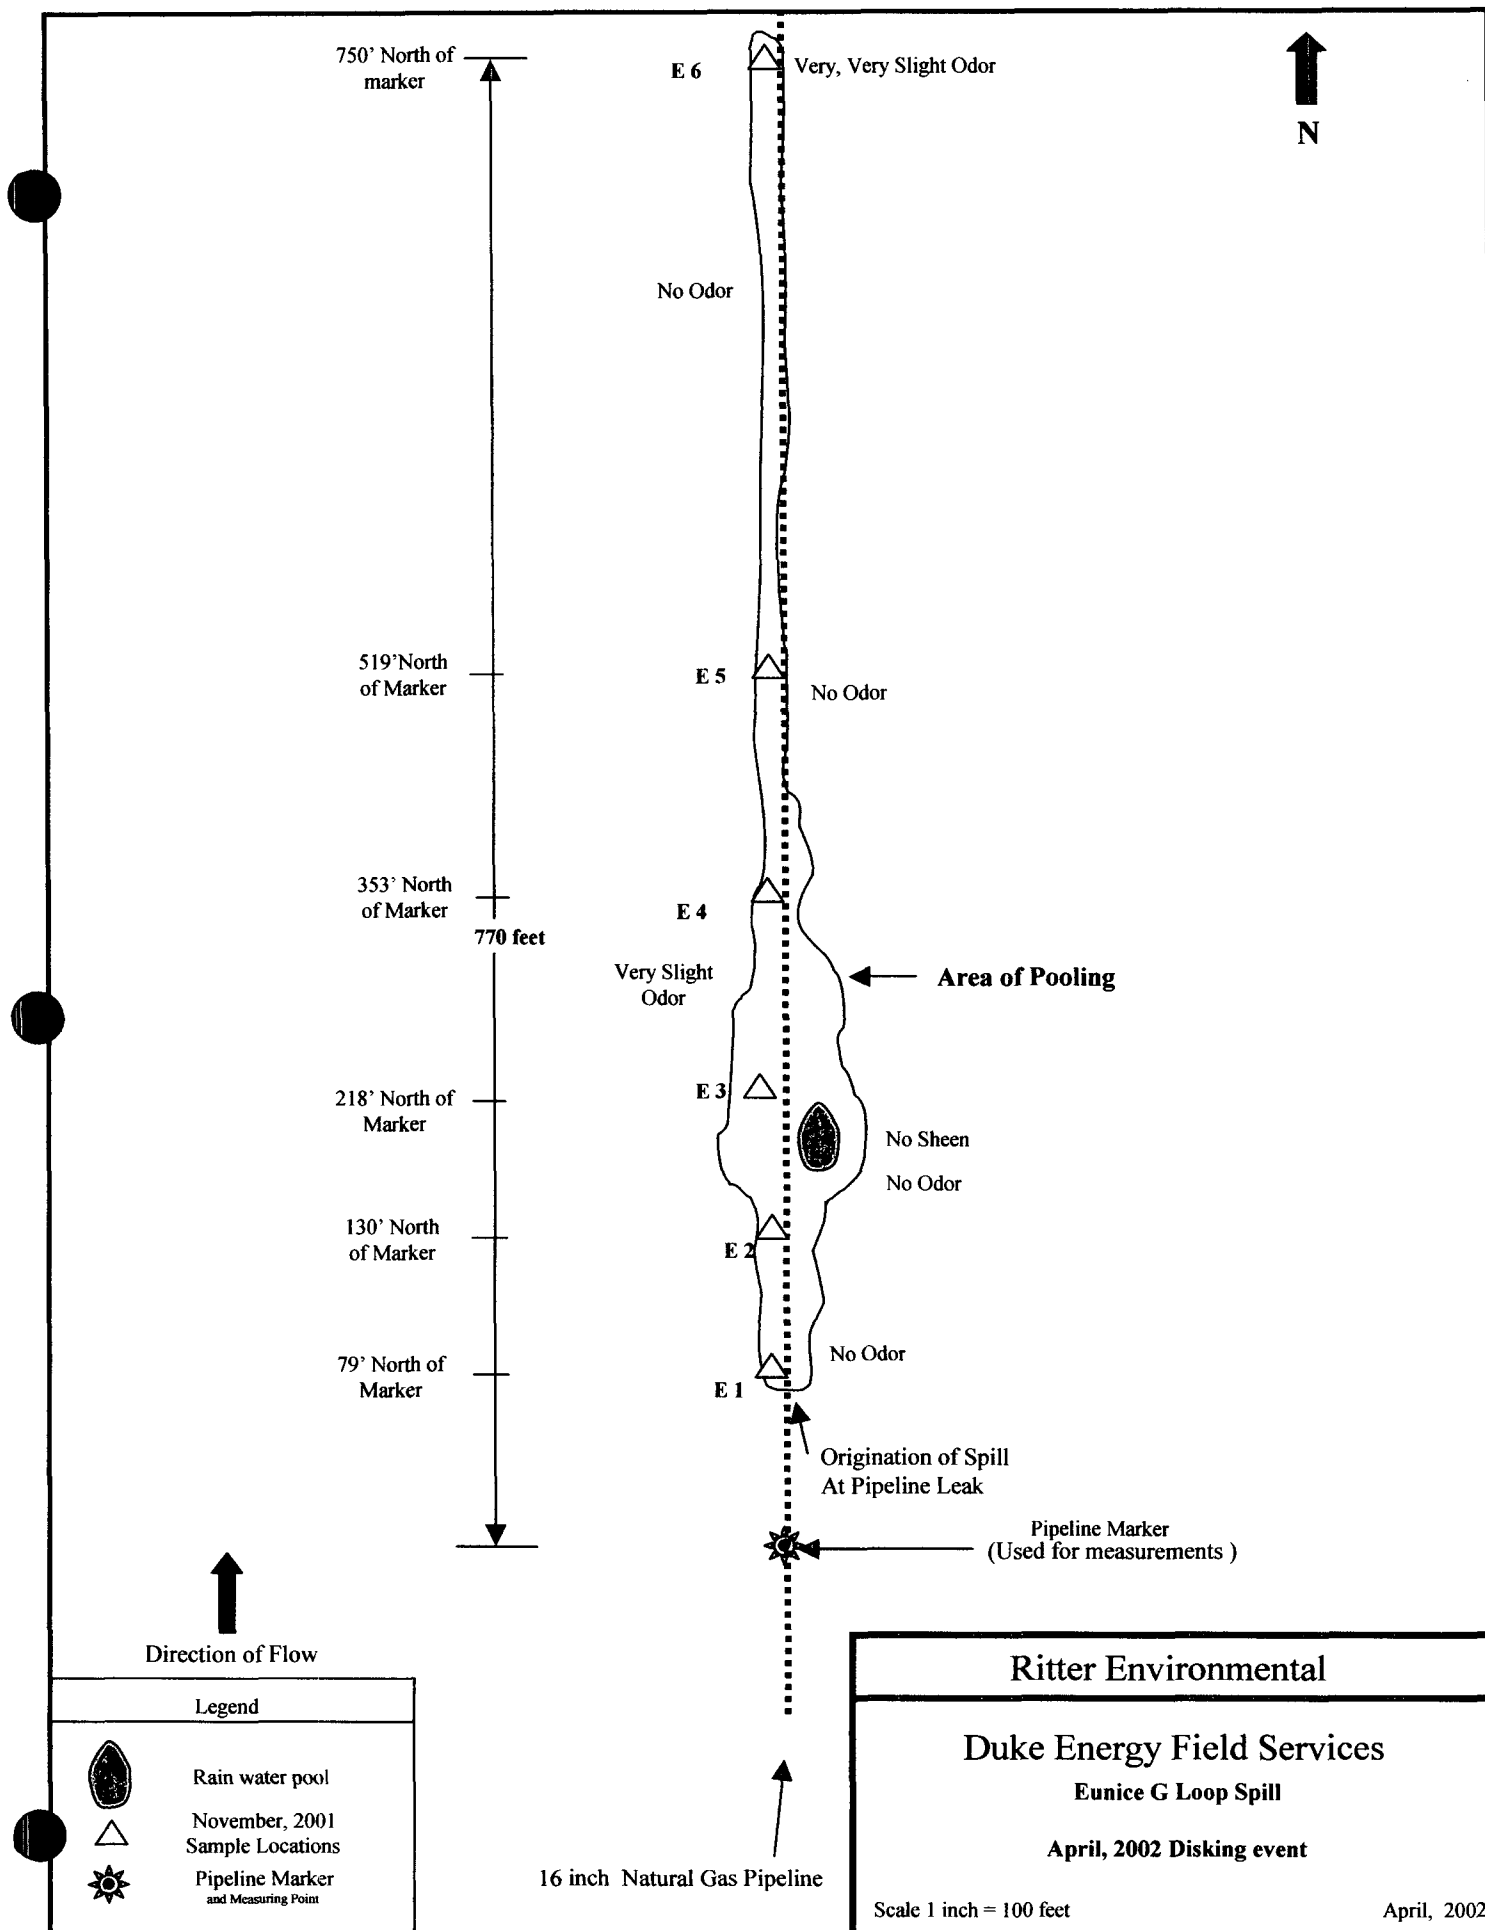 750' North of
marker
E 6
Very, Very Slight Odor
N
No Odor
519'North
of Marker
E 5
No Odor
353' North
of Marker
E 4
770 feet
Very Slight
Odor
Area of Pooling
218' North of
Marker
E 3
No Sheen
No Odor
130' North
of Marker
E 2
79' North of
Marker
E 1
No Odor
Origination of Spill
At Pipeline Leak
Pipeline Marker
(Used for measurements )
Direction of Flow
Legend
Rain water pool
November, 2001
Sample Locations
Pipeline Marker
and Measuring Point
16 inch Natural Gas Pipeline
Ritter Environmental
Duke Energy Field Services
Eunice G Loop Spill
April, 2002 Disking event
Scale 1 inch = 100 feet
April, 2002